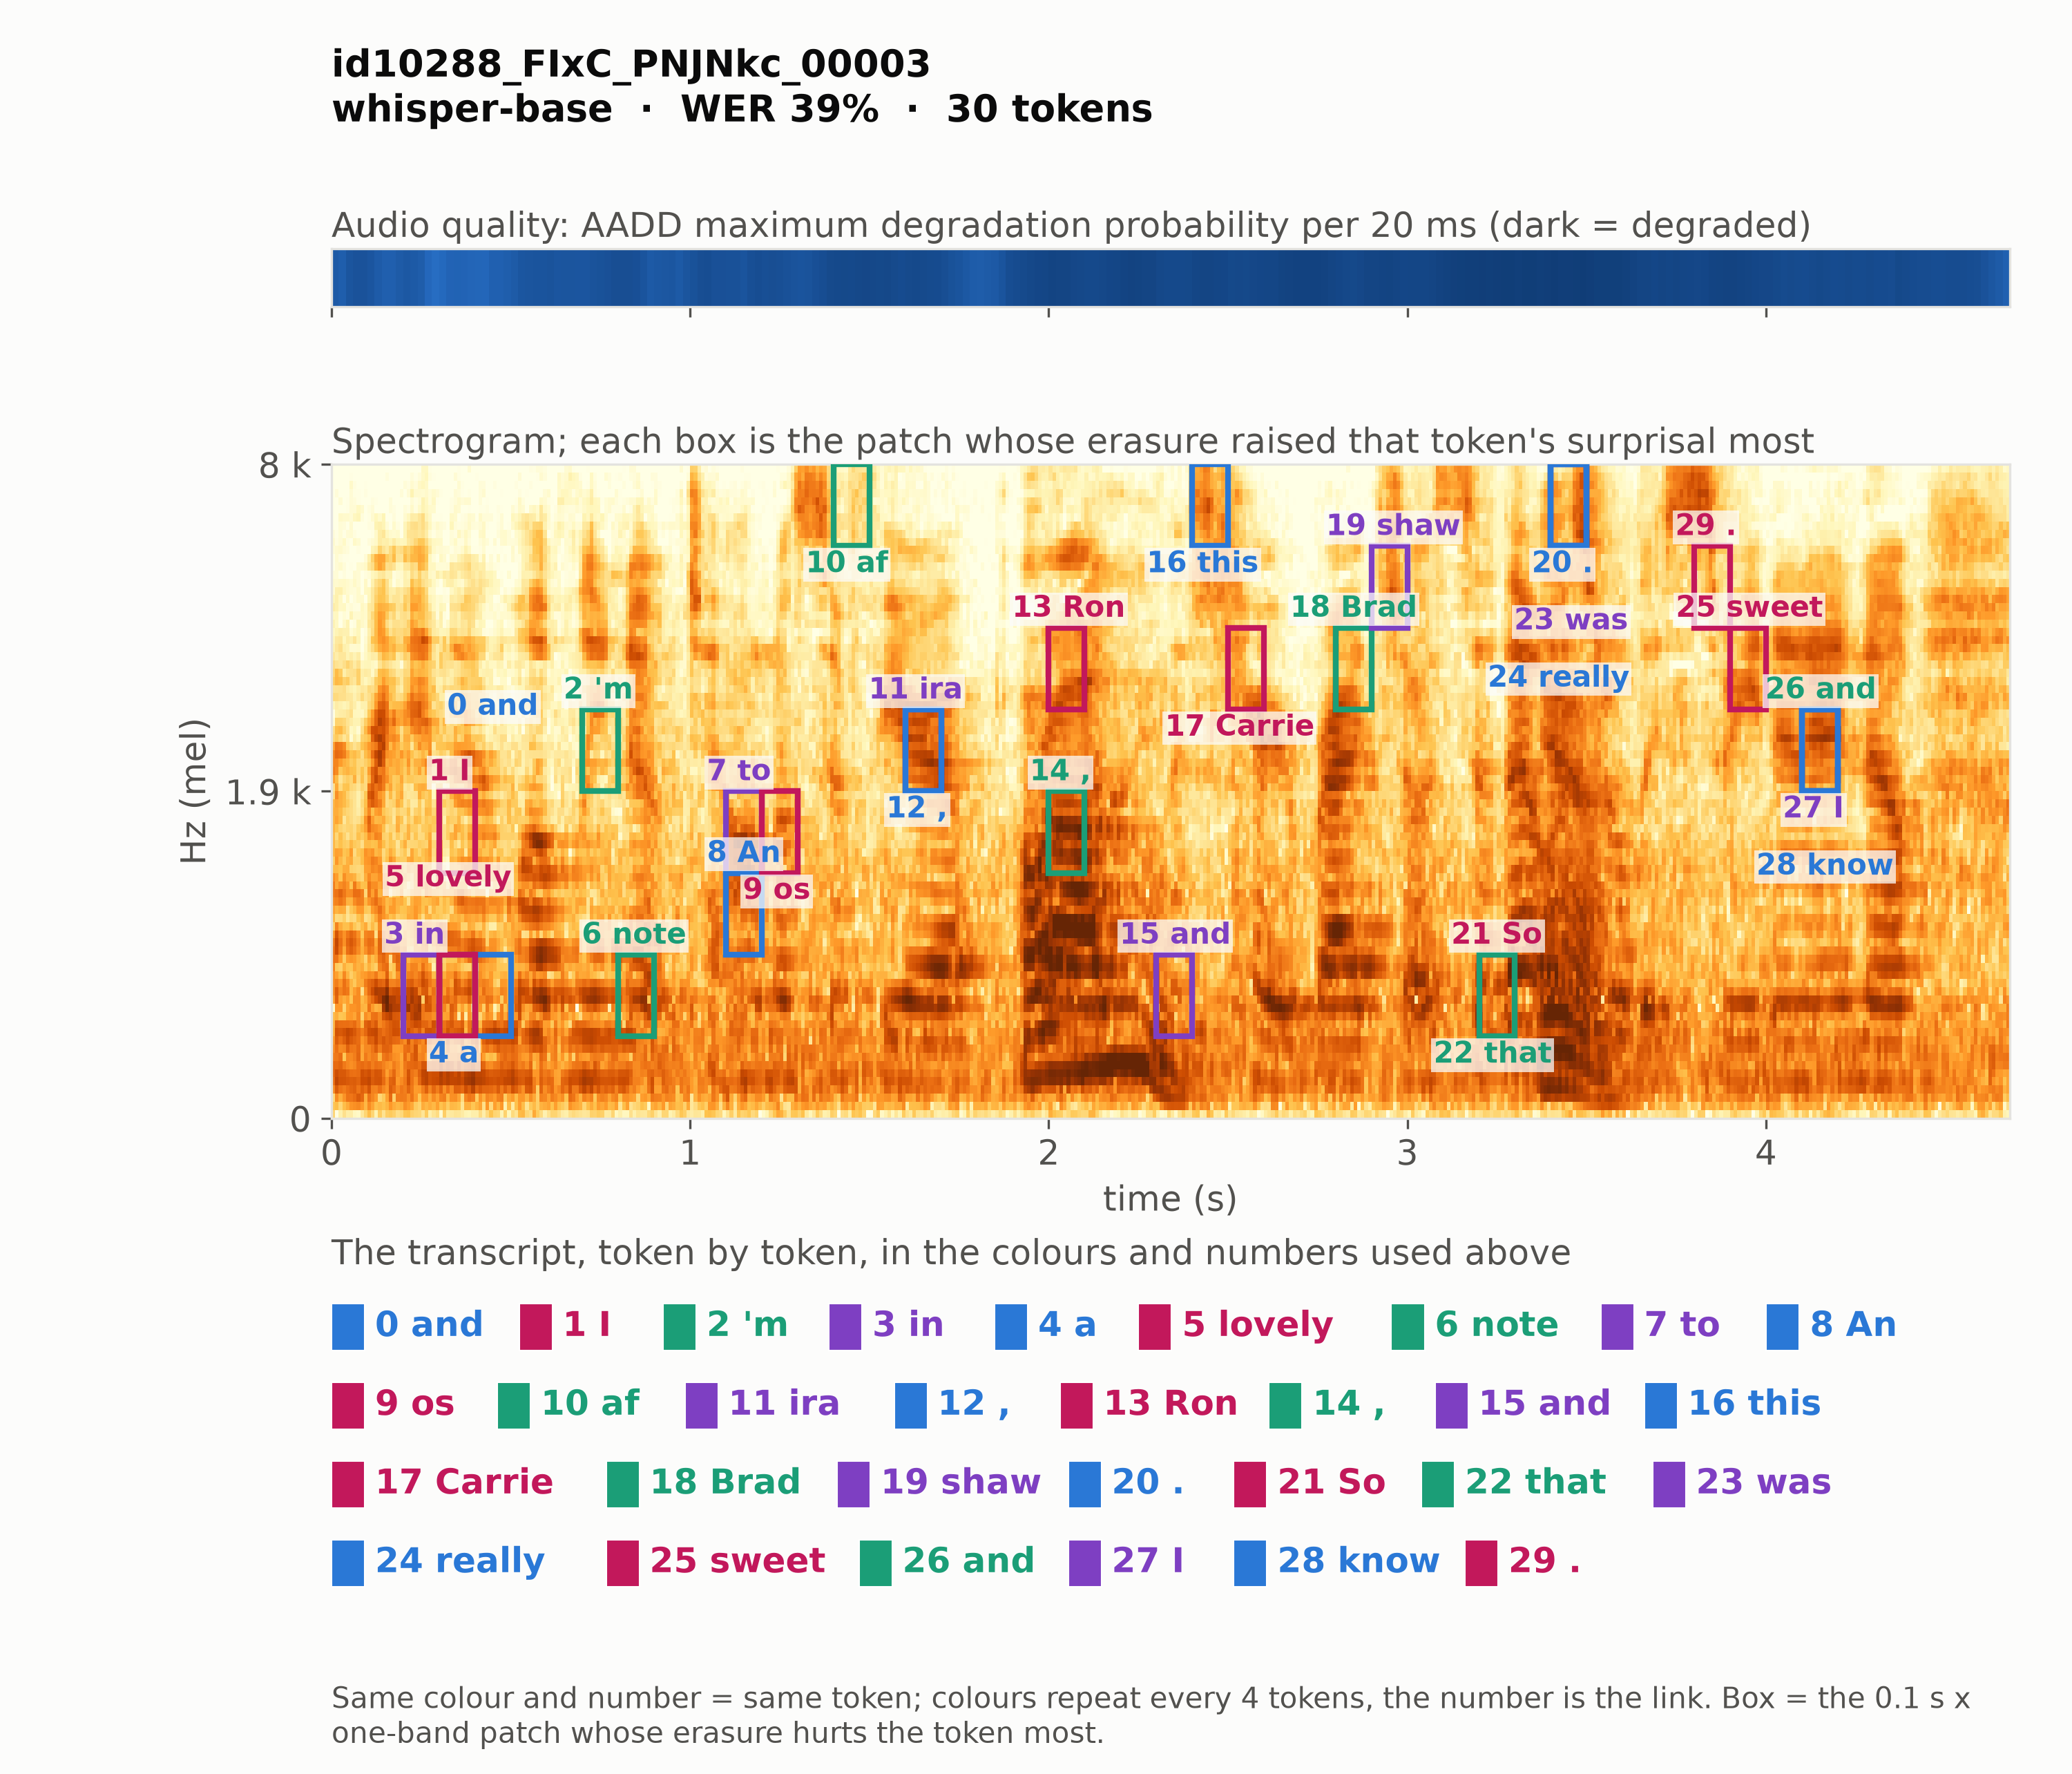 id10288_FIxC_PNJNkc_00003
whisper-base · WER 39% · 30 tokens
Audio quality: AADD maximum degradation probability per 20 ms (dark = degraded)
Spectrogram; each box is the patch whose erasure raised that token's surprisal most
8 k
19 shaw
29 .
10 af
16 this
20 .
13 Ron
18 Brad
23 was
25 sweet
24 really
0 and
2 'm
11 ira
17 Carrie
26 and
1 I
7 to
14 ,
Hz (mel)
1.9 k
12 ,
27 I
8 An
5 lovely
9 os
28 know
3 in
6 note
15 and
21 So
4 a
22 that
0
0 1 2 3 4
time (s)
The transcript, token by token, in the colours and numbers used above
0 and 1 I 2 'm 3 in 4 a 5 lovely 6 note 7 to 8 An
9 os 10 af 11 ira 12 , 13 Ron 14 , 15 and 16 this
17 Carrie 18 Brad 19 shaw 20 . 21 So 22 that 23 was
24 really 25 sweet 26 and 27 I 28 know 29 .
Same colour and number = same token; colours repeat every 4 tokens, the number is the link. Box = the 0.1 s x
one-band patch whose erasure hurts the token most.